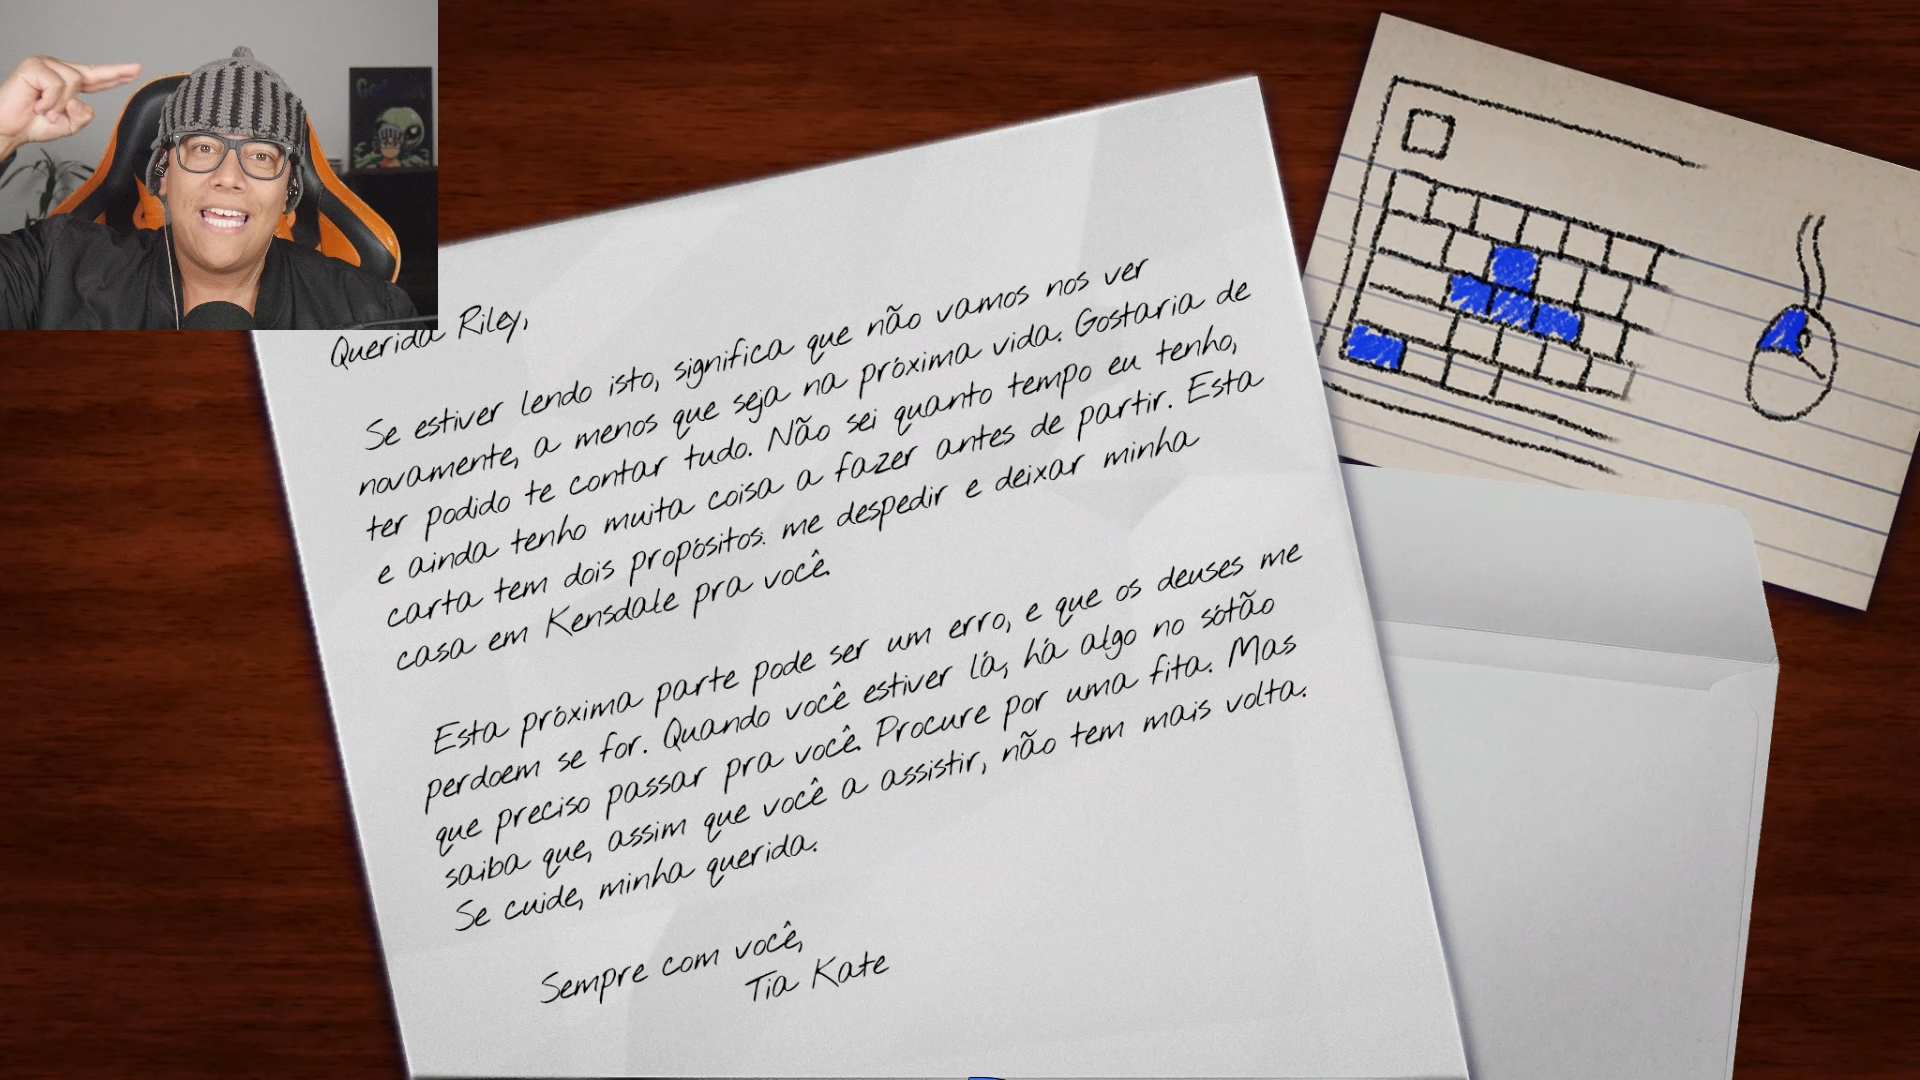 Querida Riley,
Se estiver lendo isto, significa que não vamos nos ver
novamente, a menos que seja na próxima vida. Gostaria de
ter podido te contar tudo. Não sei quanto tempo eu tenho,
e ainda tenho muita coisa a fazer antes de partir. Esta
carta tem dois propósitos: me despedir e deixar minha
casa em Kensdale pra você.
Esta próxima parte pode ser um erro, e que os deuses me
perdoem se for. Quando você estiver lá, há algo no sótão
que preciso passar pra você. Procure por uma fita. Mas
saiba que, assim que você a assistir, não tem mais volta.
Se cuide, minha querida.
Sempre com você,
Tia Kate